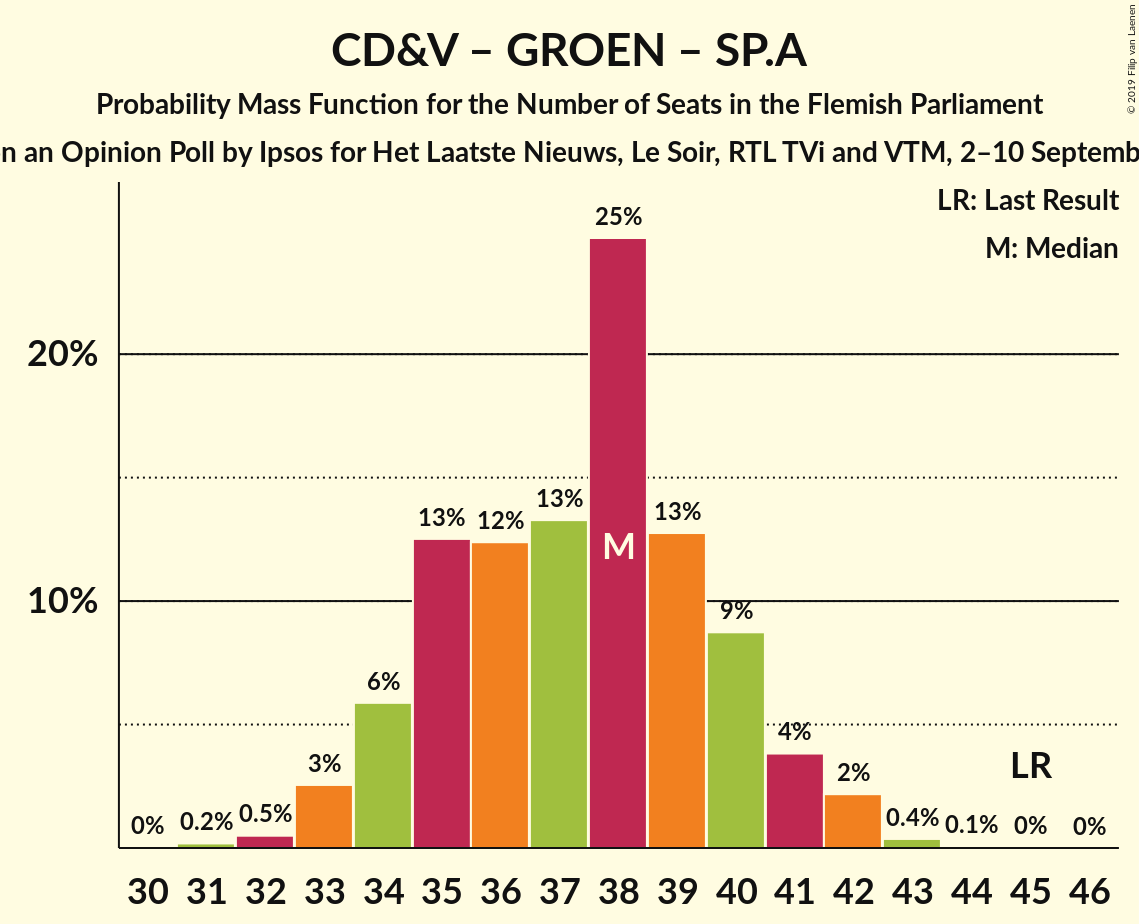 CD&V – GROEN – SP.A
Probability Mass Function for the Number of Seats in the Flemish Parliament
n an Opinion Poll by Ipsos for Het Laatste Nieuws, Le Soir, RTL TVi and VTM, 2–10 Septemb
© 2019 Filip van Laenen
LR: Last Result
M: Median
25%
20%
13%
13%
12%
13%
M
10%
9%
6%
4%
3%
2%
LR
0%
0.2%
0.5%
0.4%
0.1%
0%
0%
30 31 32 33 34 35 36 37 38 39 40 41 42 43 44 45 46